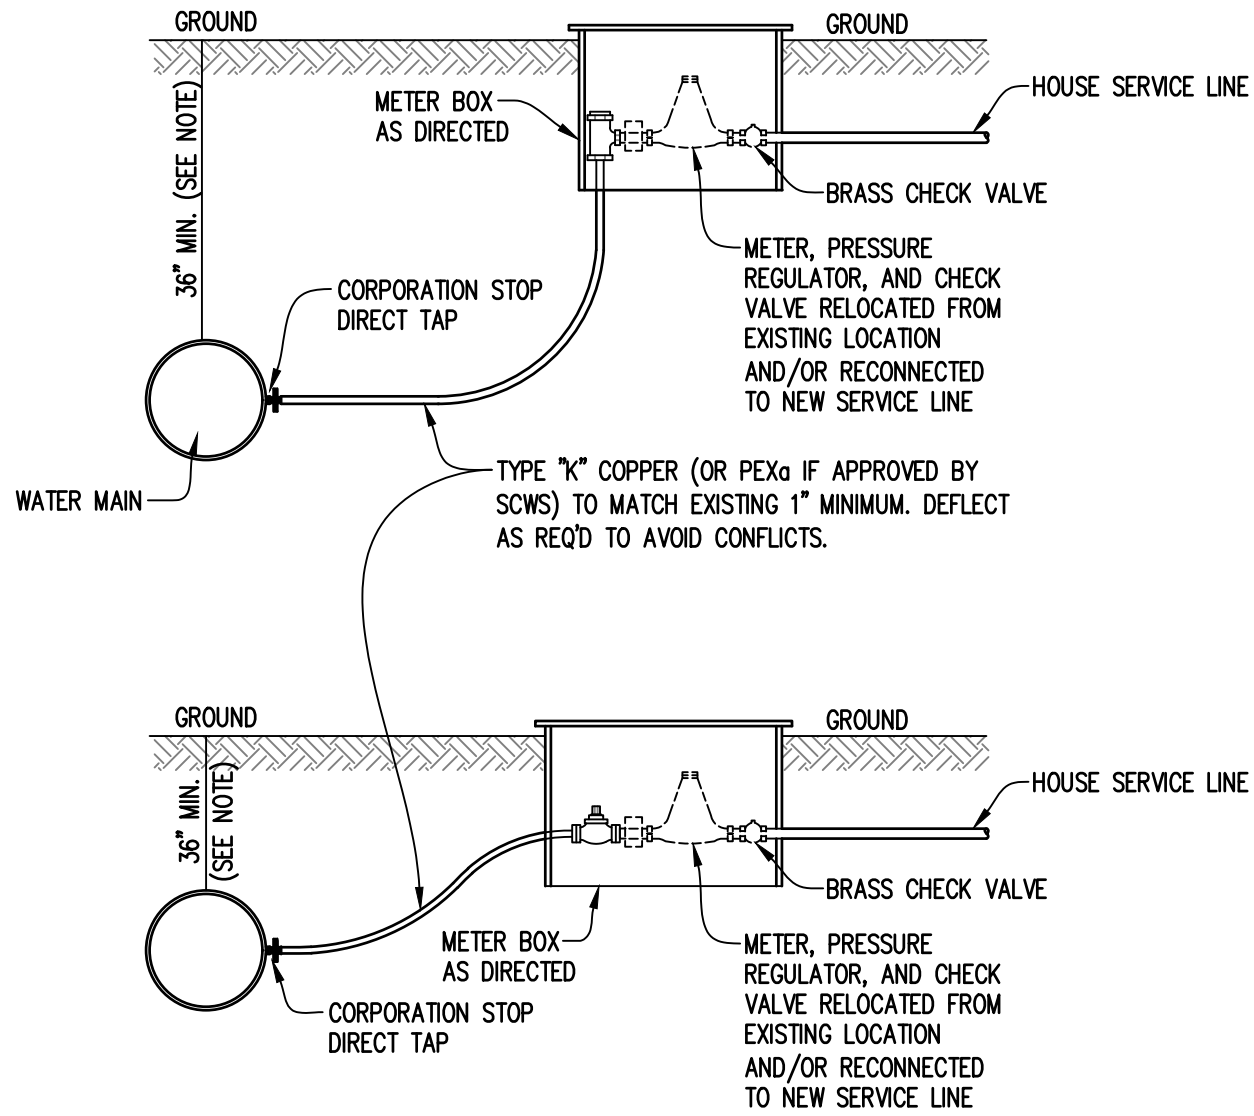 GROUND
GROUND
METER BOX
AS DIRECTED
HOUSE SERVICE LINE
36" MIN. (SEE NOTE)
BRASS CHECK VALVE
METER, PRESSURE
REGULATOR, AND CHECK
VALVE RELOCATED FROM
EXISTING LOCATION
AND/OR RECONNECTED
TO NEW SERVICE LINE
CORPORATION STOP
DIRECT TAP
WATER MAIN
TYPE "K" COPPER (OR PEXa IF APPROVED BY
SCWS) TO MATCH EXISTING 1" MINIMUM. DEFLECT
AS REQ'D TO AVOID CONFLICTS.
GROUND
GROUND
HOUSE SERVICE LINE
36" MIN.
(SEE NOTE)
BRASS CHECK VALVE
METER BOX
AS DIRECTED
METER, PRESSURE
REGULATOR, AND CHECK
VALVE RELOCATED FROM
EXISTING LOCATION
AND/OR RECONNECTED
TO NEW SERVICE LINE
CORPORATION STOP
DIRECT TAP